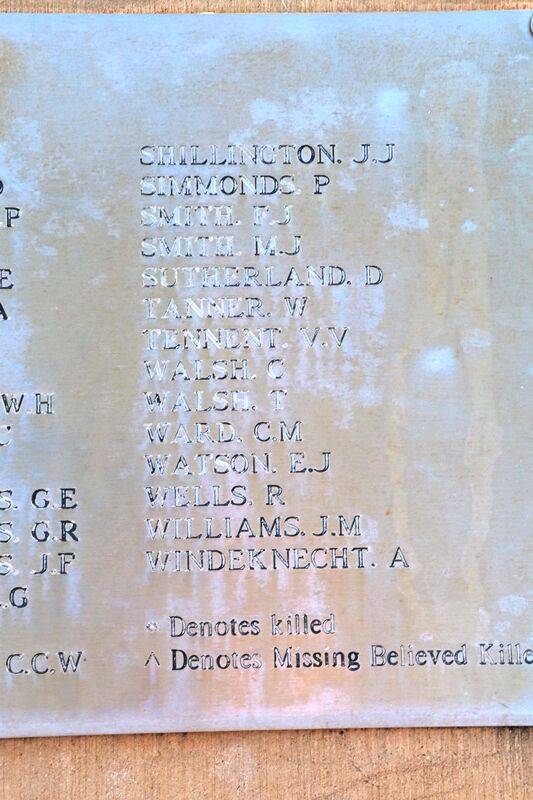 P
E
A
W.H
C
S. G.E
S. G.R
S. J.F
.G
C.C.W
SHILLINGTON. J.J
SIMMONDS. P
SMITH. F.J
SMITH. M.J
SUTHERLAND. D
TANNER. W
TENNENT. V.V
WALSH. C
WALSH. T
WARD. C.M
WATSON. E.J
WELLS. R
WILLIAMS. J.M
WINDEKNECHT. A
* Denotes killed
^ Denotes Missing Believed Kille